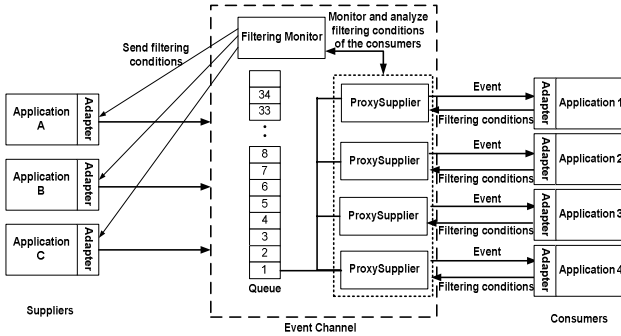 Filtering Monitor
Monitor and analyze
filtering conditions
of the consumers
Send filtering
conditions
Application
A
Adapter
Application
B
Adapter
Application
C
Adapter
Suppliers
34
33
8
7
6
5
4
3
2
1
Queue
ProxySupplier
ProxySupplier
ProxySupplier
ProxySupplier
Event
Filtering conditions
Event
Filtering conditions
Event
Filtering conditions
Event
Filtering conditions
Adapter
Application 1
Adapter
Application 2
Adapter
Application 3
Adapter
Application 4
Consumers
Event Channel